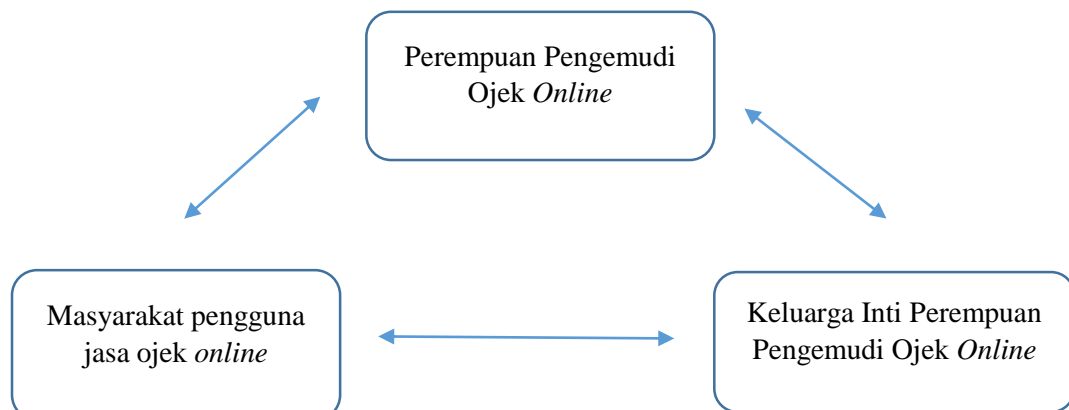 Perempuan Pengemudi
Ojek Online
Masyarakat pengguna
jasa ojek online
Keluarga Inti Perempuan
Pengemudi Ojek Online